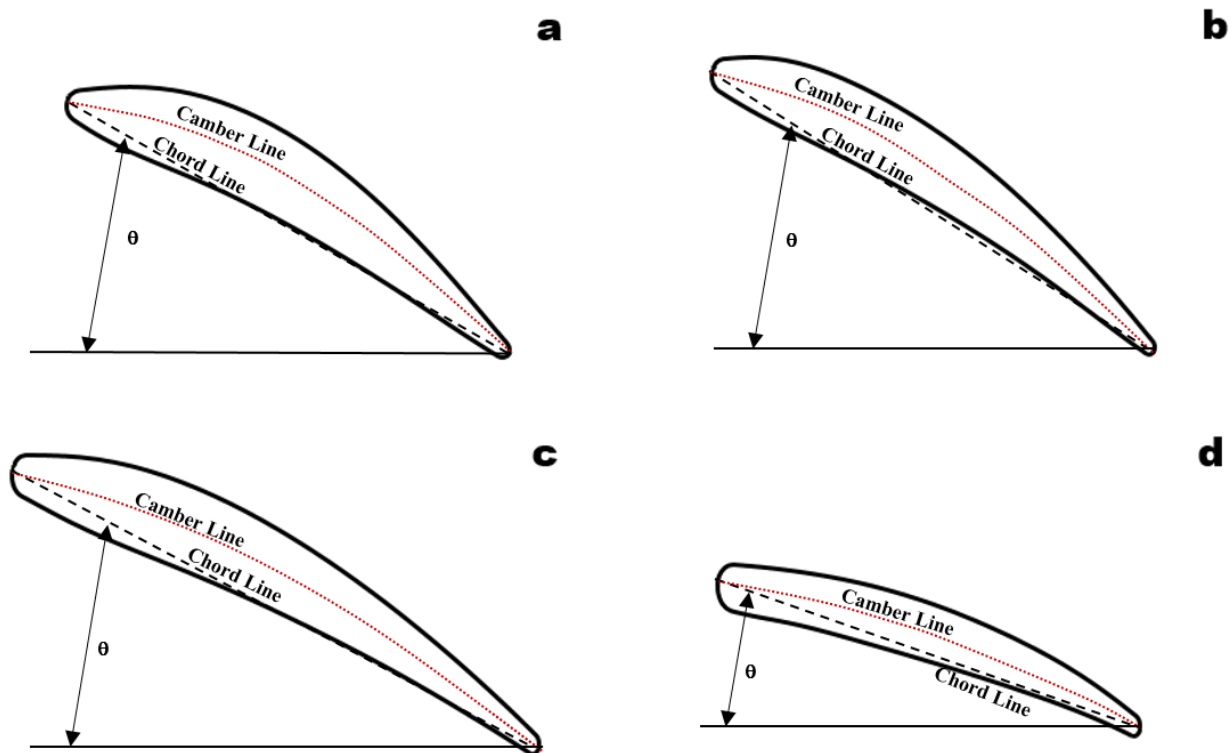 a
Camber Line
Chord Line
θ
b
Camber Line
Chord Line
θ
c
Camber Line
Chord Line
θ
d
Camber Line
Chord Line
θ